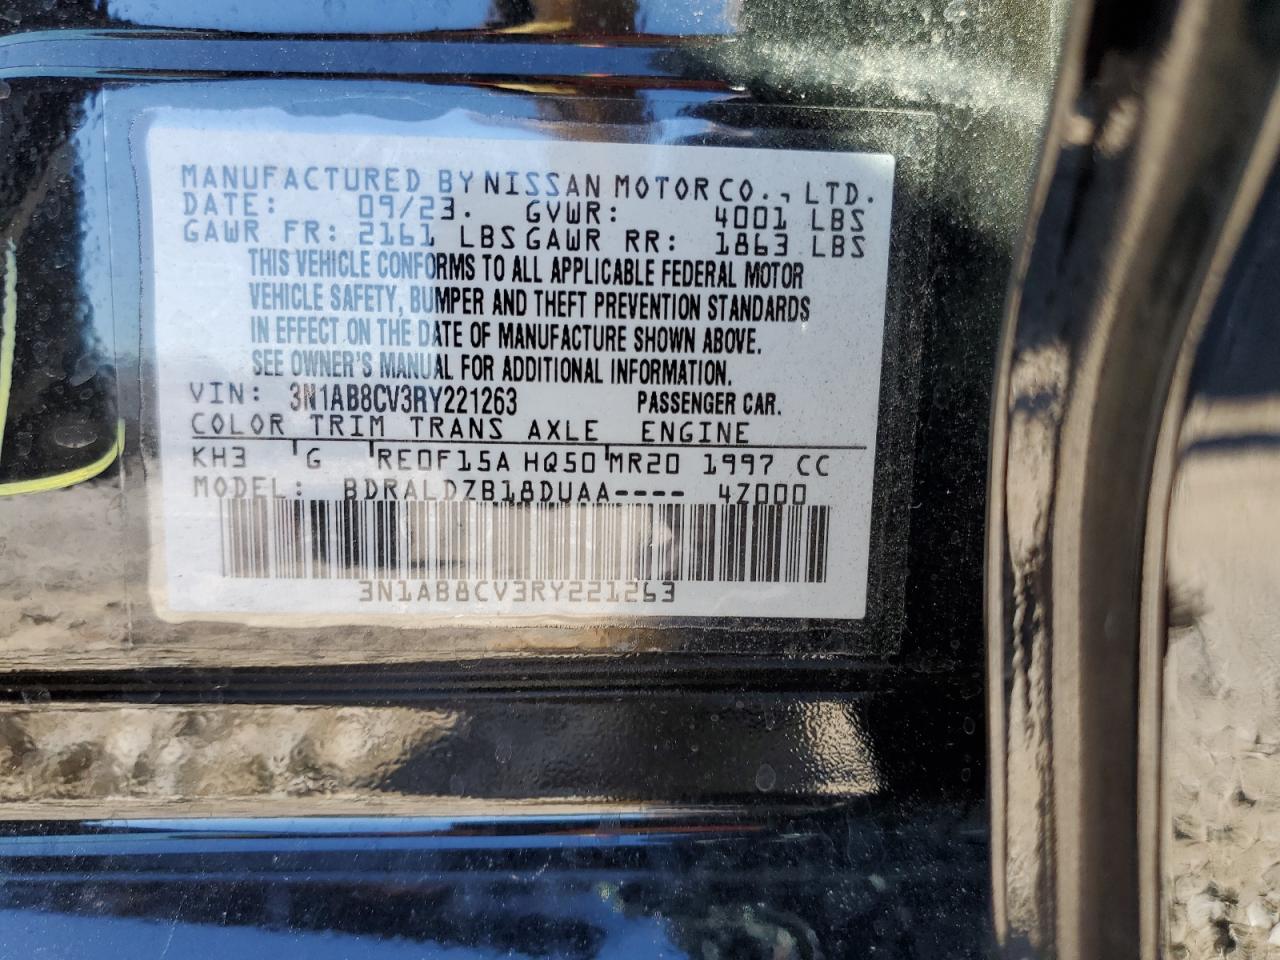 MANUFACTURED BY NISSAN MOTOR CO., LTD.
DATE: 09/23. GVWR: 4001 LBS
GAWR FR: 2161 LBS GAWR RR: 1863 LBS
THIS VEHICLE CONFORMS TO ALL APPLICABLE FEDERAL MOTOR
VEHICLE SAFETY, BUMPER AND THEFT PREVENTION STANDARDS
IN EFFECT ON THE DATE OF MANUFACTURE SHOWN ABOVE.
SEE OWNER'S MANUAL FOR ADDITIONAL INFORMATION.
VIN: 3N1AB8CV3RY221263 PASSENGER CAR.
COLOR TRIM TRANS AXLE ENGINE
KH3 G RE0F15A HQ50 MR20 1997 CC
MODEL: BDRALDZB18DUAA---- 4Z000
3N1AB8CV3RY221263